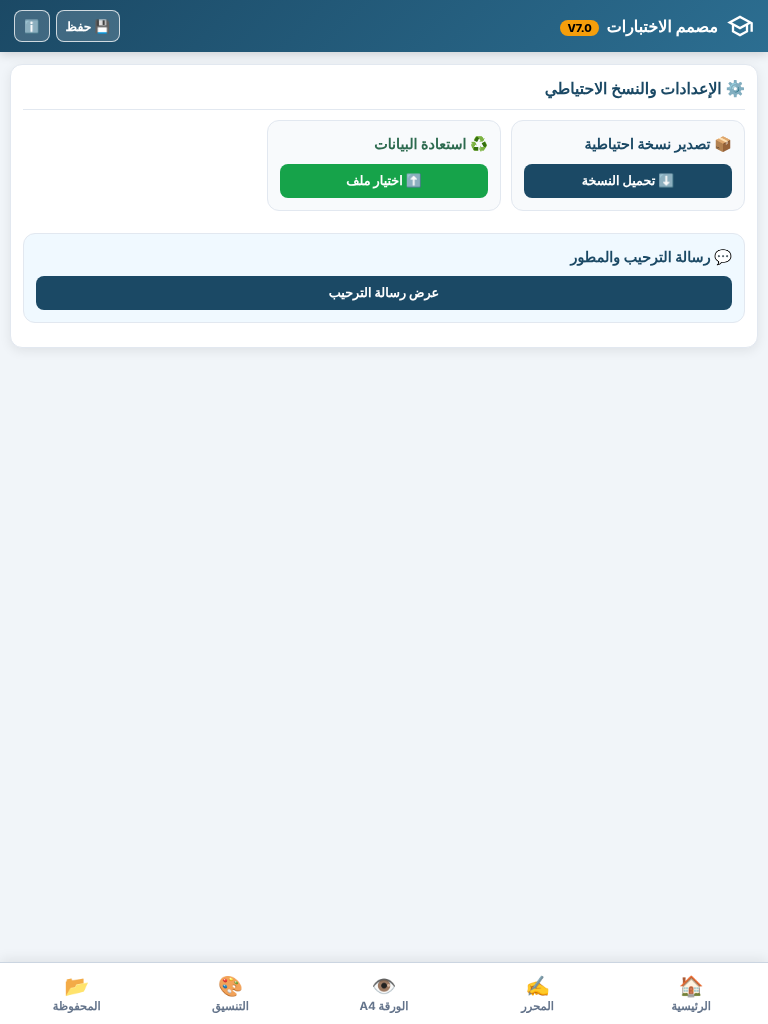 مصمم الاختبارات V7.0
💾 حفظ
ℹ️
⚙️ الإعدادات والنسخ الاحتياطي
📦 تصدير نسخة احتياطية
⬇️ تحميل النسخة
♻️ استعادة البيانات
⬆️ اختيار ملف
💬 رسالة الترحيب والمطور
عرض رسالة الترحيب
🏠 الرئيسية
✍️ المحرر
👁️ الورقة A4
🎨 التنسيق
📂 المحفوظة